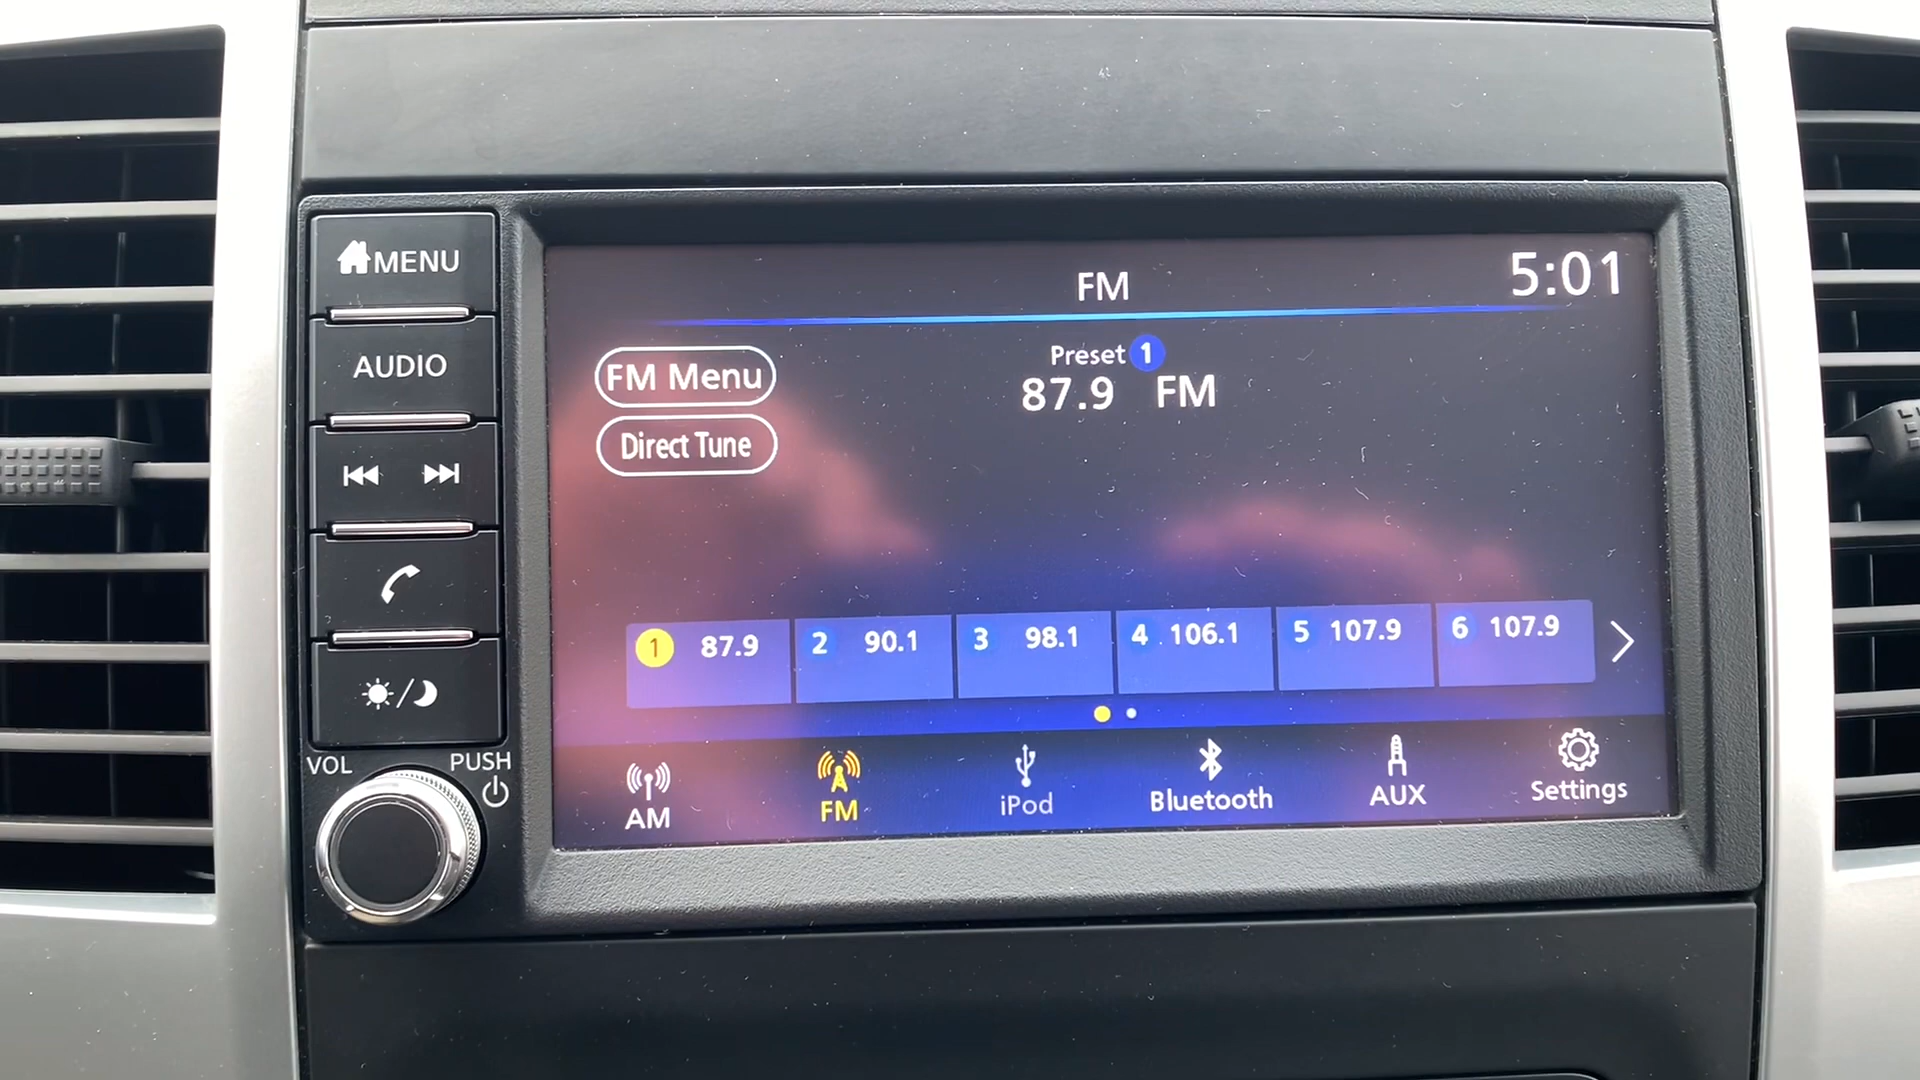 MENU
AUDIO
VOL
PUSH
FM
5:01
FM Menu
Direct Tune
Preset 1
87.9 FM
1 87.9
2 90.1
3 98.1
4 106.1
5 107.9
6 107.9
AM
FM
iPod
Bluetooth
AUX
Settings